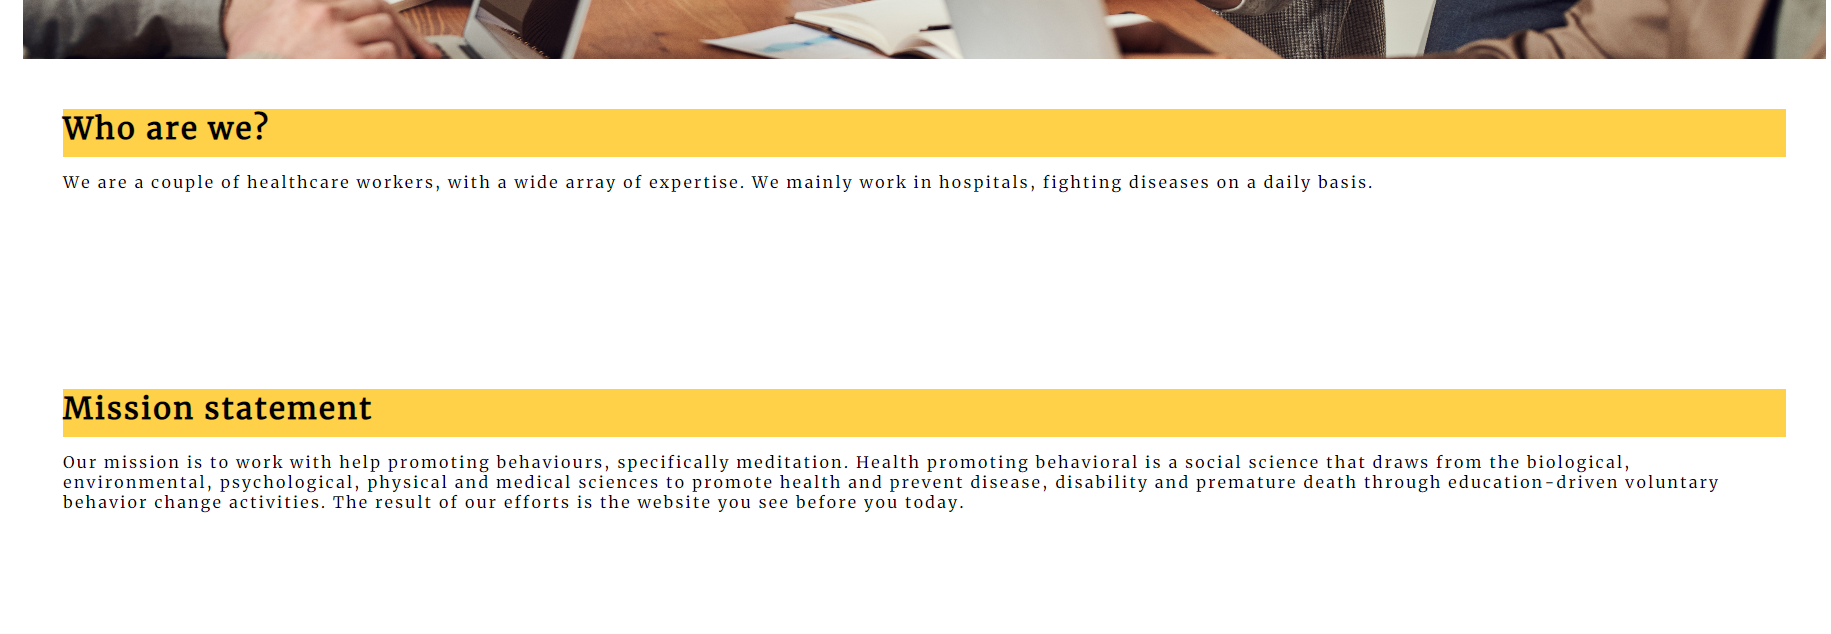 Who are we?
We are a couple of healthcare workers, with a wide array of expertise. We mainly work in hospitals, fighting diseases on a daily basis.
Mission statement
Our mission is to work with help promoting behaviours, specifically meditation. Health promoting behavioral is a social science that draws from the biological,
environmental, psychological, physical and medical sciences to promote health and prevent disease, disability and premature death through education-driven voluntary
behavior change activities. The result of our efforts is the website you see before you today.